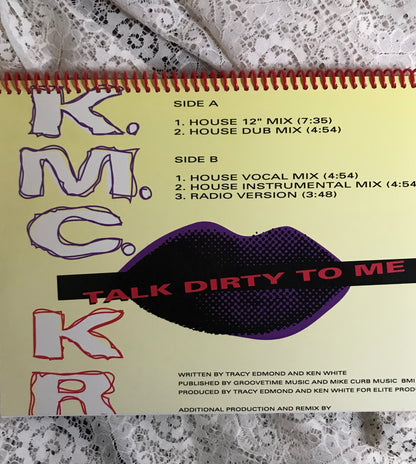 K.
M.
C.
K
R
SIDE A
1. HOUSE 12" MIX (7:35)
2. HOUSE DUB MIX (4:54)
SIDE B
1. HOUSE VOCAL MIX (4:54)
2. HOUSE INSTRUMENTAL MIX (4:54
3. RADIO VERSION (3:48)
TALK DIRTY TO ME
WRITTEN BY TRACY EDMOND AND KEN WHITE
PUBLISHED BY GROOVETIME MUSIC AND MIKE CURB MUSIC BMI
PRODUCED BY TRACY EDMOND AND KEN WHITE FOR ELITE PROD
ADDITIONAL PRODUCTION AND REMIX BY